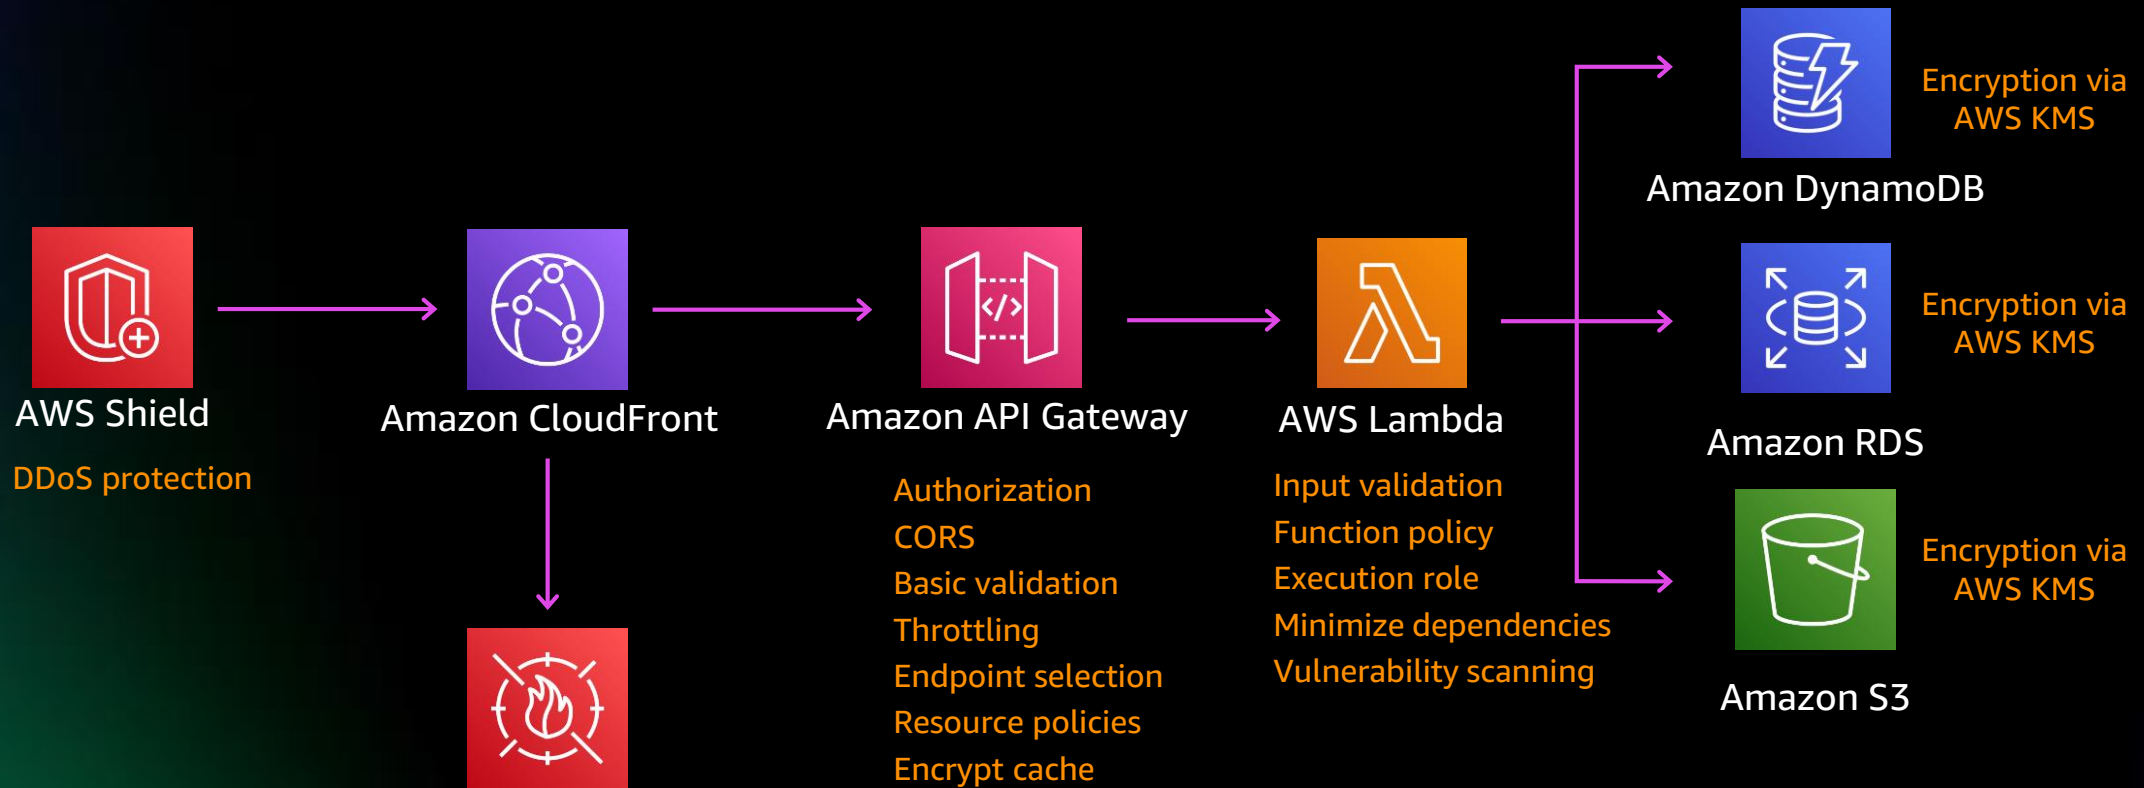 AWS Shield
DDoS protection
Amazon CloudFront
Amazon API Gateway
Authorization
CORS
Basic validation
Throttling
Endpoint selection
Resource policies
Encrypt cache
AWS Lambda
Input validation
Function policy
Execution role
Minimize dependencies
Vulnerability scanning
Amazon DynamoDB
Encryption via
AWS KMS
Amazon RDS
Encryption via
AWS KMS
Amazon S3
Encryption via
AWS KMS